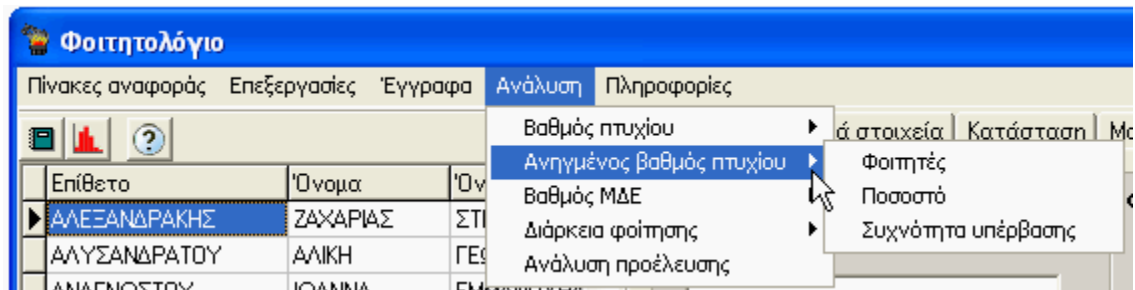 Φοιτητολόγιο
Πίνακες αναφοράς Επεξεργασίες Έγγραφα Ανάλυση Πληροφορίες
Βαθμός πτυχίου
ά στοιχεία Κατάσταση
Ανηγμένος βαθμός πτυχίου
Φοιτητές
Βαθμός ΜΔΕ
Ποσοστό
Διάρκεια φοίτησης
Συχνότητα υπέρβασης
Ανάλυση προέλευσης
Επίθετο Όνομα
ΑΛΕΞΑΝΔΡΑΚΗΣ ΖΑΧΑΡΙΑΣ
ΑΛΥΣΑΝΔΡΑΤΟΥ ΑΛΙΚΗ
ΑΝΑΓΝΩΣΤΟΥ ΙΩΑΝΝΑ